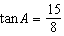 tan A = 15/8